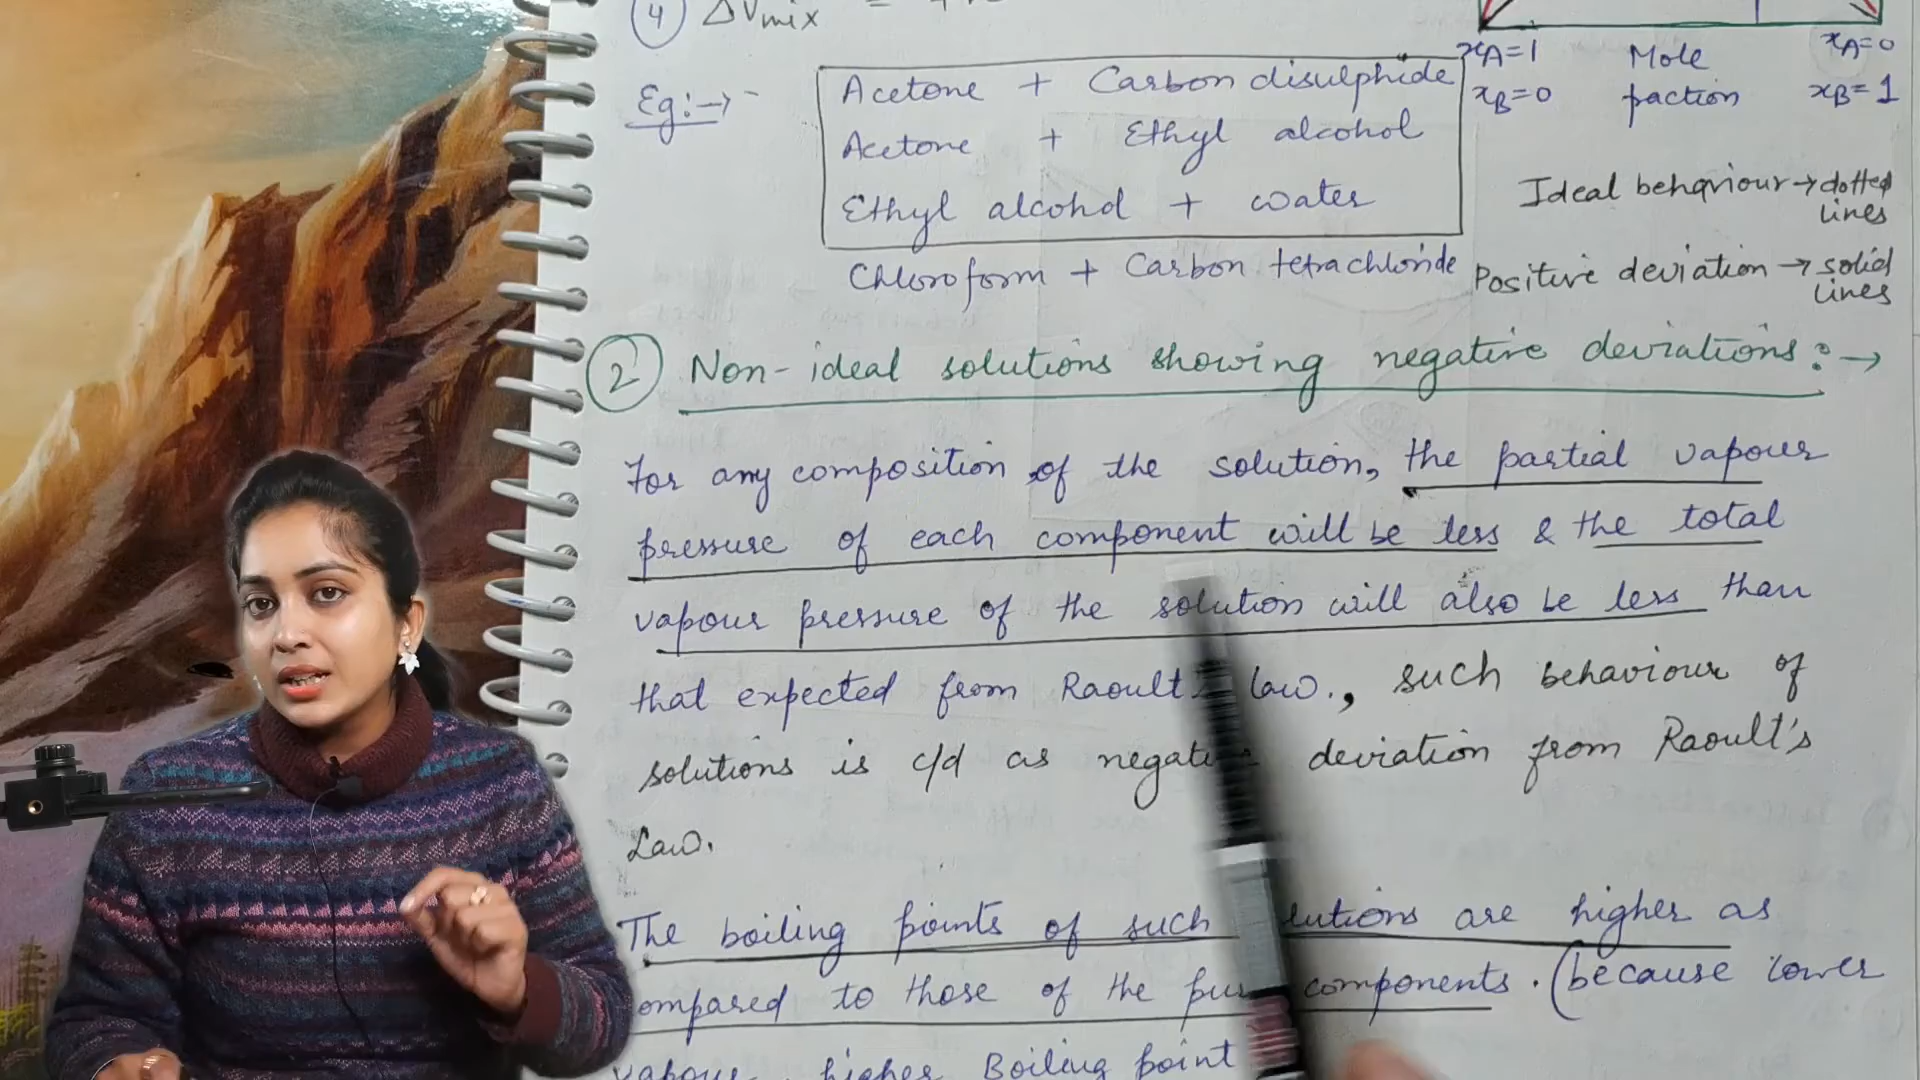 4 ΔVmix =
xA=1 Mole xA=0
xB=0 fraction xB=1
Eg:→ -
Acetone + Carbon disulphide
Acetone + Ethyl alcohol
Ethyl alcohol + water
Chloroform + Carbon tetrachloride
Ideal behaviour → dotted
lines
Positive deviation → solid
lines
2 Non-ideal solutions showing negative deviations:→
For any composition of the solution, the partial vapour
pressure of each component will be less & the total
vapour pressure of the solution will also be less than
that expected from Raoult law., such behaviour of
solutions is c/d as deviation from Raoult's
Law.
The boiling points of such are higher as
to those of the components. (because lower
vapour higher Boiling point